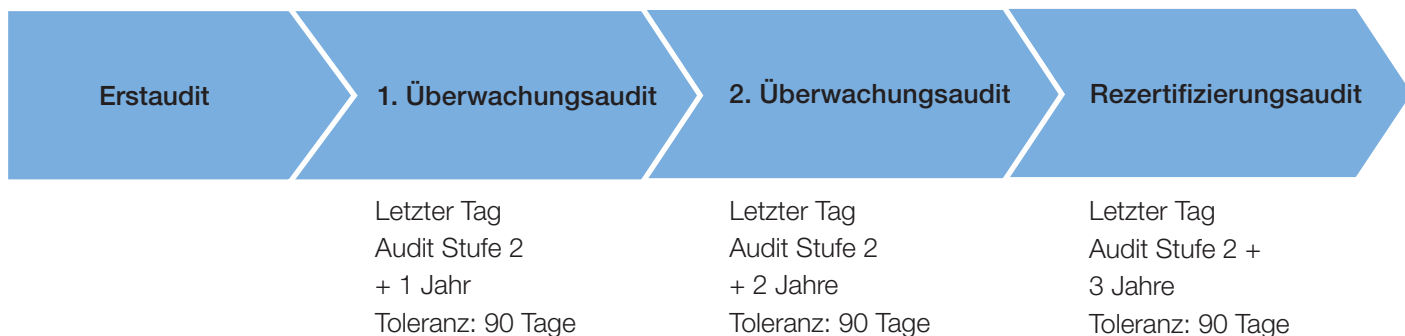 Erstaudit
1. Überwachungsaudit
2. Überwachungsaudit
Rezertifizierungsaudit
Letzter Tag
Audit Stufe 2
+ 1 Jahr
Toleranz: 90 Tage
Letzter Tag
Audit Stufe 2
+ 2 Jahre
Toleranz: 90 Tage
Letzter Tag
Audit Stufe 2 +
3 Jahre
Toleranz: 90 Tage